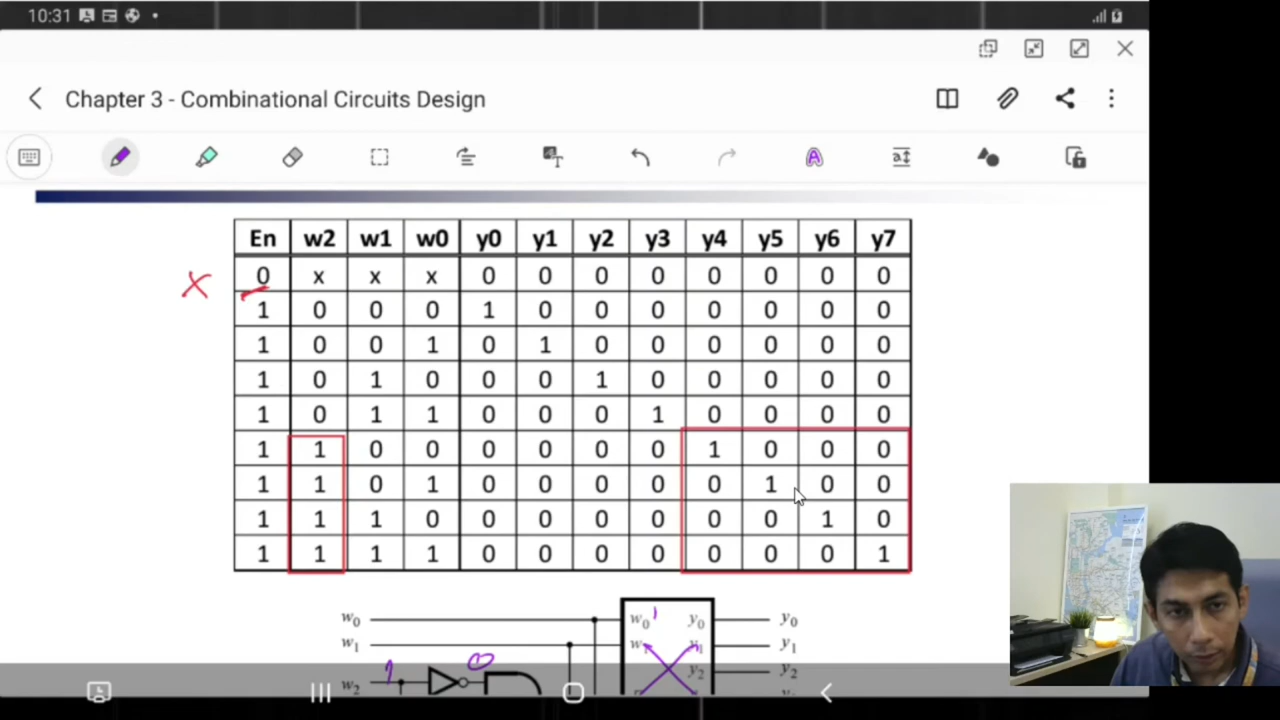 10:31
Chapter 3 - Combinational Circuits Design
En w2 w1 w0 y0 y1 y2 y3 y4 y5 y6 y7
X 0 x x x 0 0 0 0 0 0 0 0
1 0 0 0 1 0 0 0 0 0 0 0
1 0 0 1 0 1 0 0 0 0 0 0
1 0 1 0 0 0 1 0 0 0 0 0
1 0 1 1 0 0 0 1 0 0 0 0
1 1 0 0 0 0 0 0 1 0 0 0
1 1 0 1 0 0 0 0 0 1 0 0
1 1 1 0 0 0 0 0 0 0 1 0
1 1 1 1 0 0 0 0 0 0 0 1
w0 w0 1 y0 y0
w1 y1 y1
w2 1 0 y2 y2